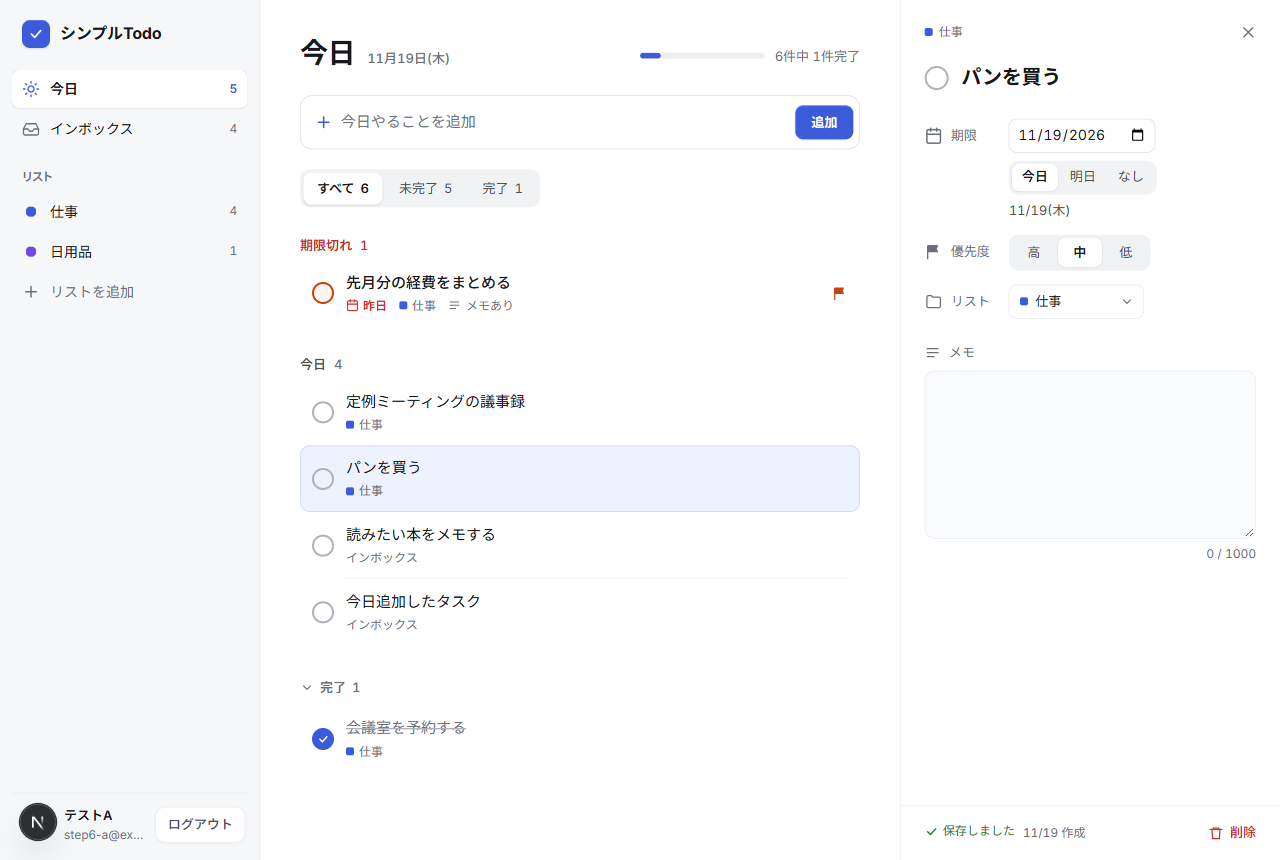 シンプルTodo
今日 5
インボックス 4
リスト
仕事 4
日用品 1
リストを追加
N
テストA
step6-a@ex...
ログアウト
今日 11月19日(木)
6件中 1件完了
今日やることを追加
追加
すべて 6 未完了 5 完了 1
期限切れ 1
先月分の経費をまとめる
昨日 仕事 メモあり
今日 4
定例ミーティングの議事録
仕事
パンを買う
仕事
読みたい本をメモする
インボックス
今日追加したタスク
インボックス
完了 1
会議室を予約する
仕事
仕事
パンを買う
期限 11/19/2026
今日 明日 なし
11/19(木)
優先度 高 中 低
リスト 仕事
メモ
0 / 1000
保存しました 11/19 作成
削除